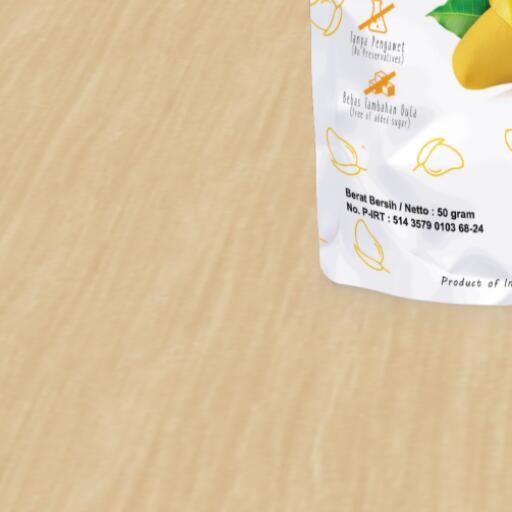 Tanpa Pengawet
(No Preservatives)
Bebas Tambahan Gula
(free of added sugar)
Berat Bersih / Netto : 50 gram
No. P-IRT : 514 3579 0103 68-24
Product of In